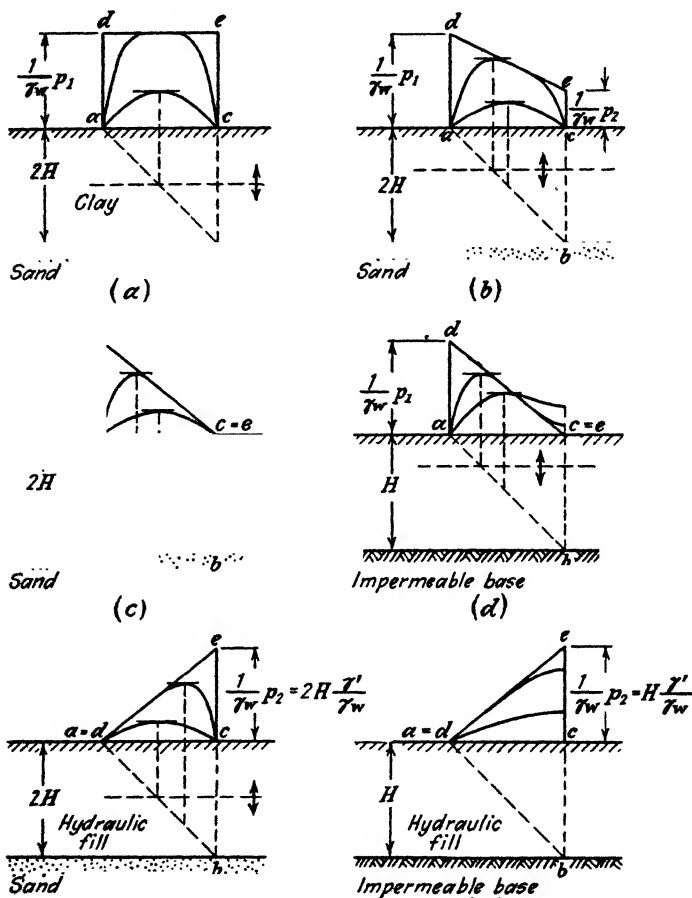 d e
1/γw p1
a c
2H
Clay
Sand
(a)
d
e
1/γw p1
1/γw p2
a c
2H
Sand b
(b)
c = e
2H
b
Sand
(c)
d
1/γw p1
a c = e
H
b
Impermeable base
(d)
e
1/γw p2 = 2H γ'/γw
a = d c
2H
Hydraulic
fill
b
Sand
e
1/γw p2 = H γ'/γw
a = d c
H
Hydraulic
fill
b
Impermeable base